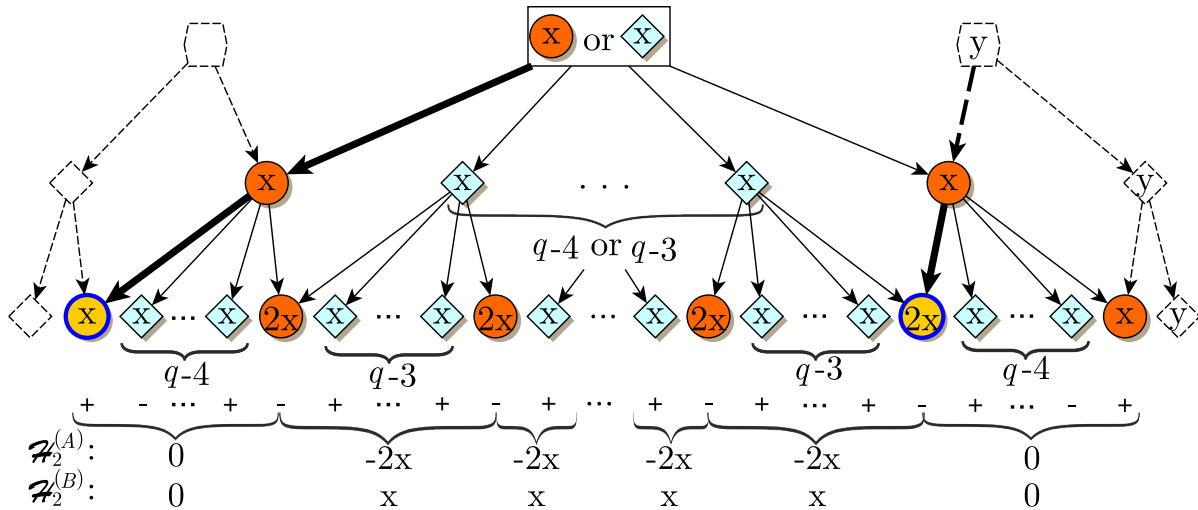 x or x y
x x . . . x x y
q-4 or q-3
x x ... x 2x x ... x 2x x ... x 2x x ... x 2x x ... x x y
q-4 q-3 q-3 q-4
+ - ... + - + ... + - + ... + - + ... + - + ... - +
ℋ₂⁽ᴬ⁾: 0 -2x -2x -2x -2x 0
ℋ₂⁽ᴮ⁾: 0 x x x x 0